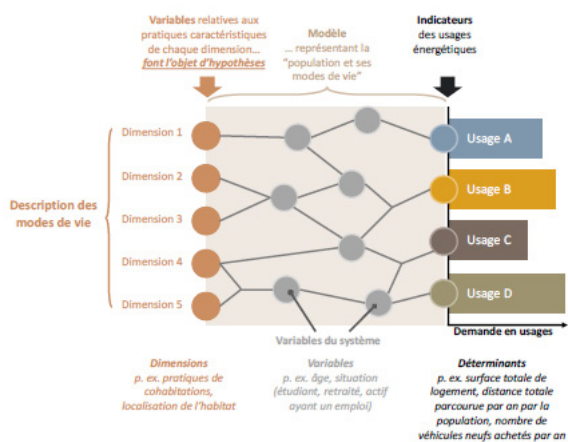 Variables relatives aux
pratiques caractéristiques
de chaque dimension...
font l'objet d'hypothèses
Modèle
... représentant la
"population et ses
modes de vie"
Indicateurs
des usages
énergétiques
Dimension 1
Dimension 2
Dimension 3
Dimension 4
Dimension 5
Description des
modes de vie
Usage A
Usage B
Usage C
Usage D
Demande en usages
Variables du système
Dimensions
p. ex. pratiques de
cohabitations,
localisation de l'habitat
Variables
p. ex. âge, situation
(étudiant, retraité, actif
ayant un emploi)
Déterminants
p. ex. surface totale de
logement, distance totale
parcourue par an par la
population, nombre de
véhicules neufs achetés par an